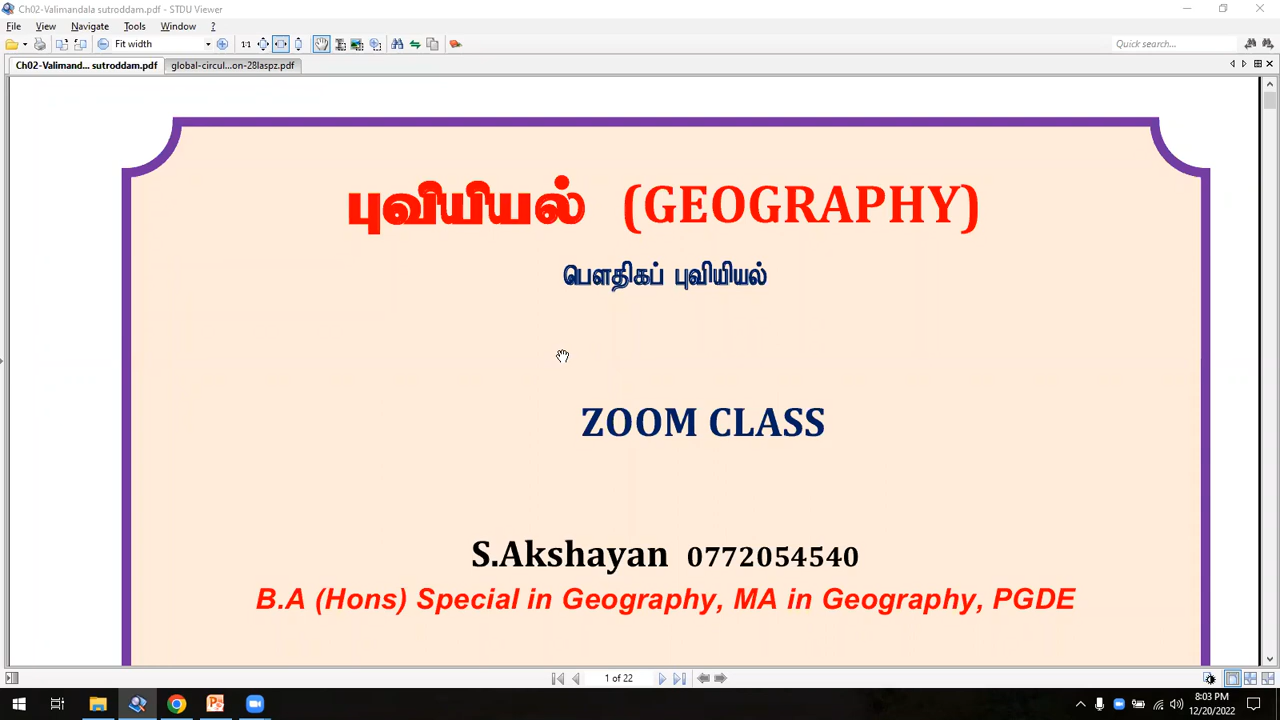 Ch02-Valimandala sutroddam.pdf - STDU Viewer
File View Navigate Tools Window ?
Fit width 1:1 Quick search...
Ch02-Valimand... sutroddam.pdf global-circul...on-28laspz.pdf
புவியியல் (GEOGRAPHY)
பௌதிகப் புவியியல்
ZOOM CLASS
S.Akshayan 0772054540
B.A (Hons) Special in Geography, MA in Geography, PGDE
1 of 22
8:03 PM
12/20/2022